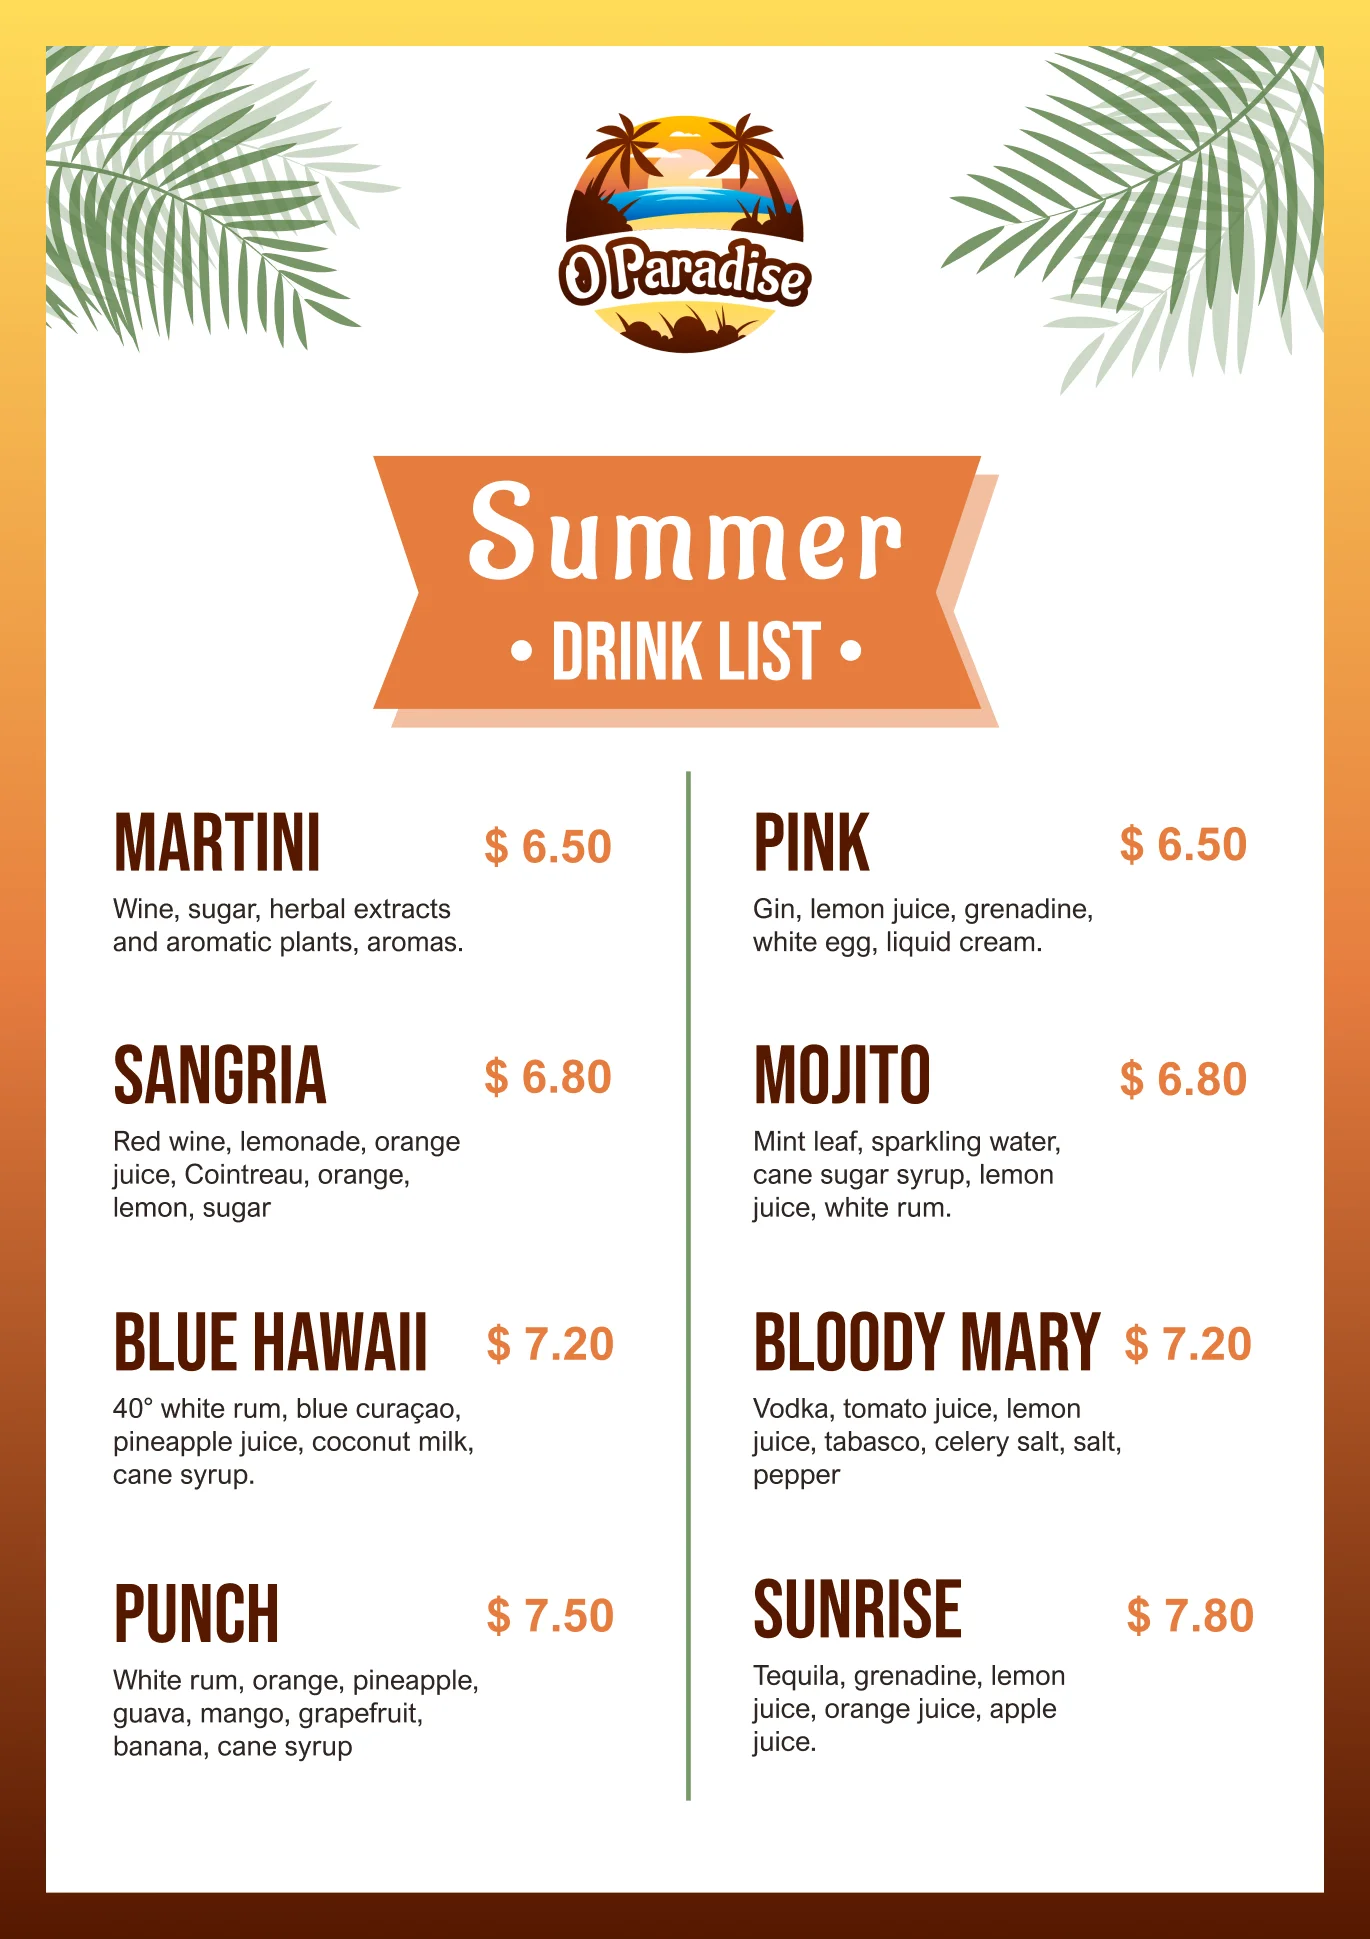 O Paradise
Summer
• DRINK LIST •
MARTINI
$ 6.50
Wine, sugar, herbal extracts
and aromatic plants, aromas.
SANGRIA
$ 6.80
Red wine, lemonade, orange
juice, Cointreau, orange,
lemon, sugar
BLUE HAWAII
$ 7.20
40° white rum, blue curaçao,
pineapple juice, coconut milk,
cane syrup.
PUNCH
$ 7.50
White rum, orange, pineapple,
guava, mango, grapefruit,
banana, cane syrup
PINK
$ 6.50
Gin, lemon juice, grenadine,
white egg, liquid cream.
MOJITO
$ 6.80
Mint leaf, sparkling water,
cane sugar syrup, lemon
juice, white rum.
BLOODY MARY
$ 7.20
Vodka, tomato juice, lemon
juice, tabasco, celery salt, salt,
pepper
SUNRISE
$ 7.80
Tequila, grenadine, lemon
juice, orange juice, apple
juice.